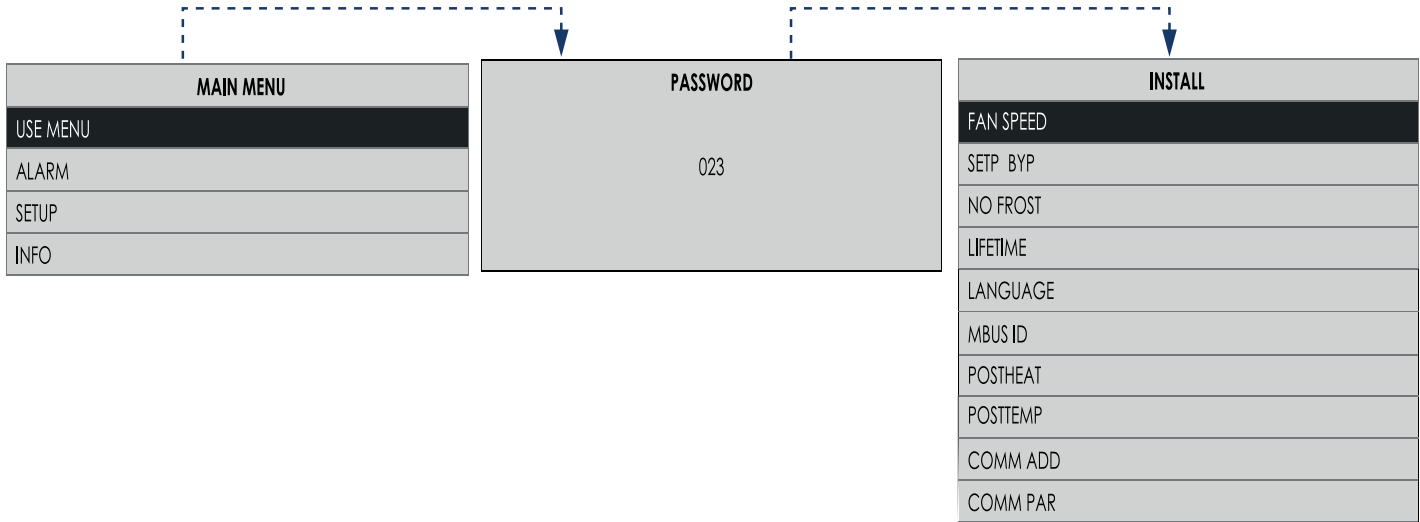 MAIN MENU
USE MENU
ALARM
SETUP
INFO
PASSWORD
023
INSTALL
FAN SPEED
SETP BYP
NO FROST
LIFETIME
LANGUAGE
MBUS ID
POSTHEAT
POSTTEMP
COMM ADD
COMM PAR